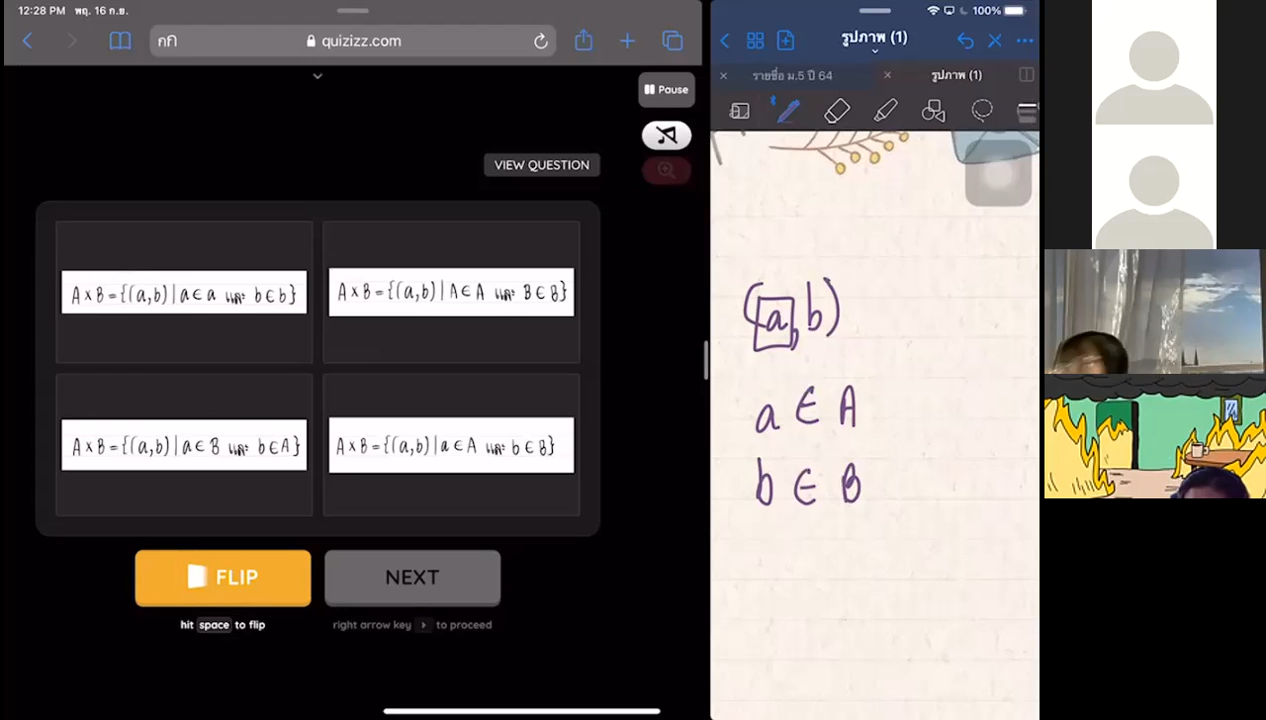 12:28 PM พฤ. 16 ก.ย.
100%
กก
quizizz.com
รูปภาพ (1)
รายชื่อ ม.5 ปี 64
รูปภาพ (1)
Pause
VIEW QUESTION
A×B={(a,b)|a∈a และ b∈b}
A×B={(a,b)|A∈A และ B∈B}
A×B={(a,b)|a∈B และ b∈A}
A×B={(a,b)|a∈A และ b∈B}
FLIP
NEXT
hit space to flip
right arrow key to proceed
(a,b)
a ∈ A
b ∈ B